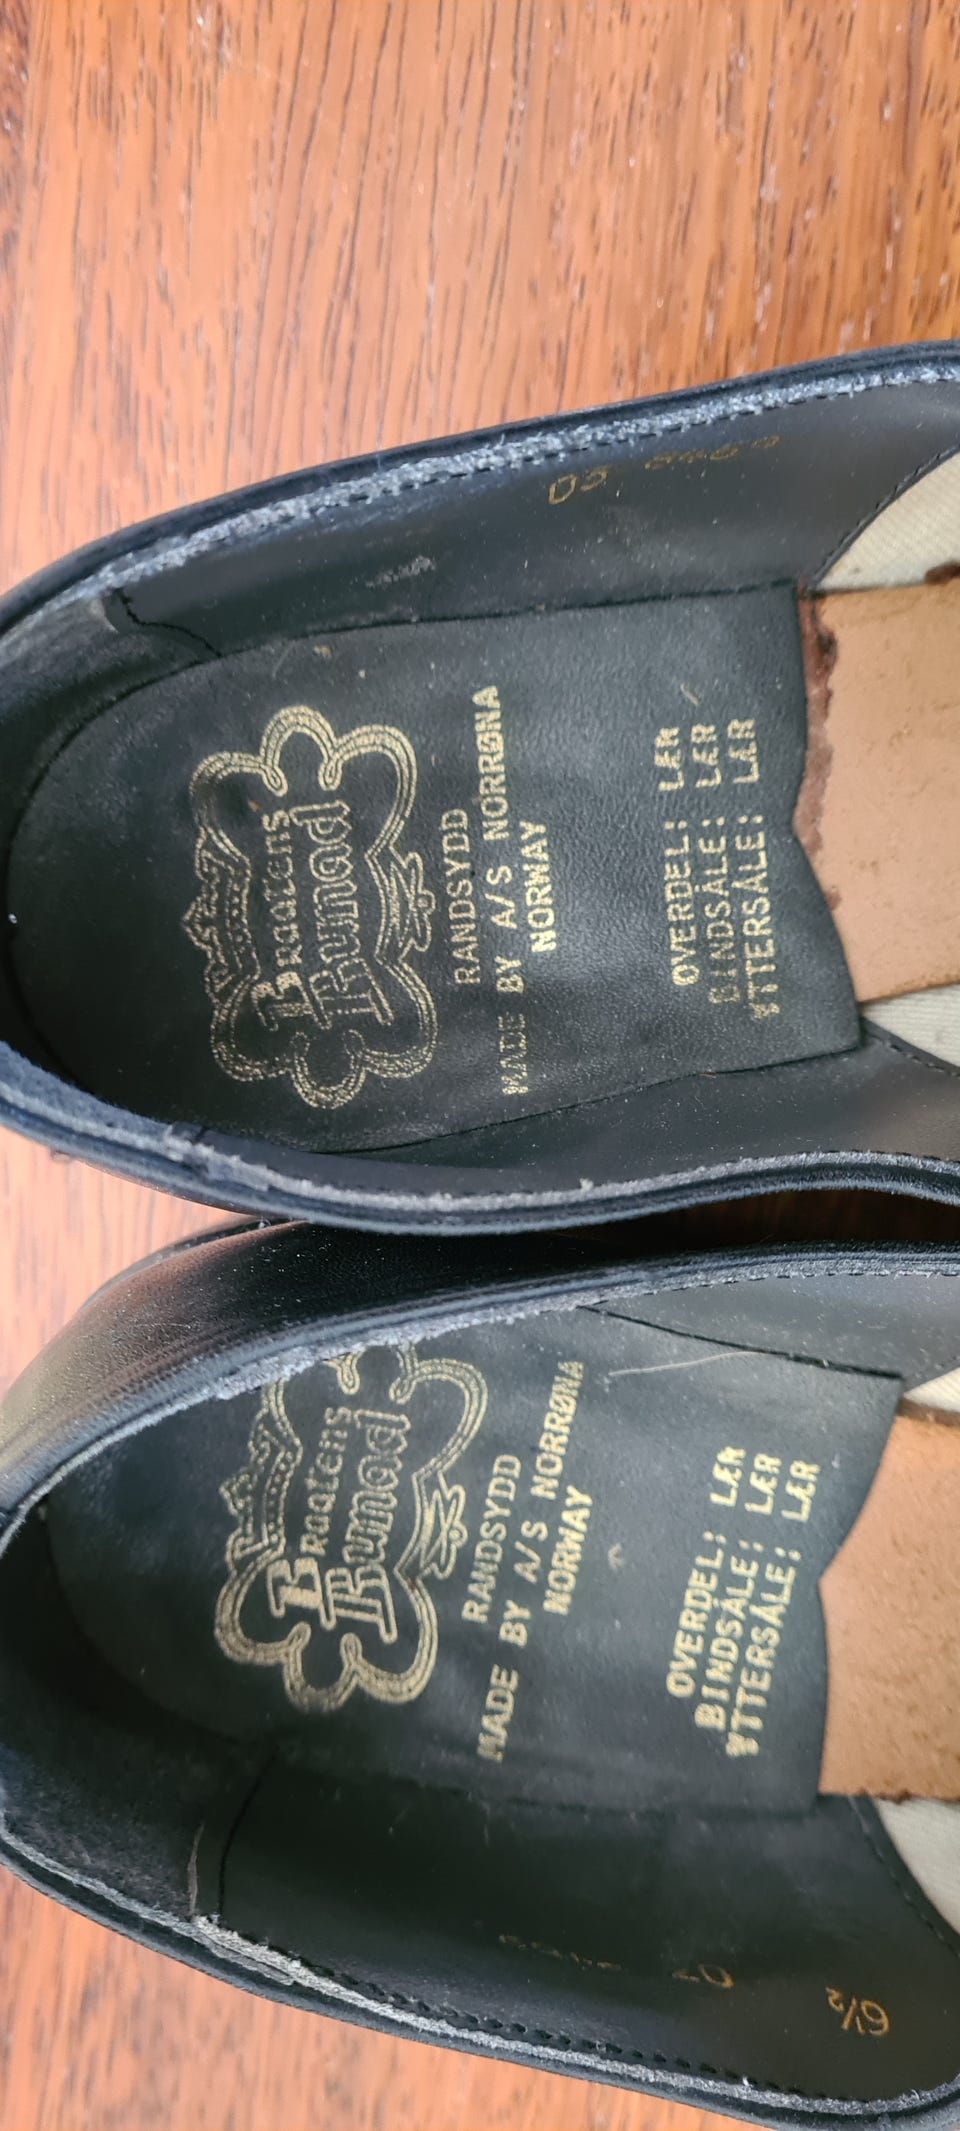 Braatens
Bunad
RANDSYDD
MADE BY A/S NORRØNA
NORWAY
OVERDEL: LÆR
BINDSÅLE: LÆR
YTTERSÅLE: LÆR
Braatens
Bunad
RANDSYDD
MADE BY A/S NORRØNA
NORWAY
OVERDEL: LÆR
BINDSÅLE: LÆR
YTTERSÅLE: LÆR
6½